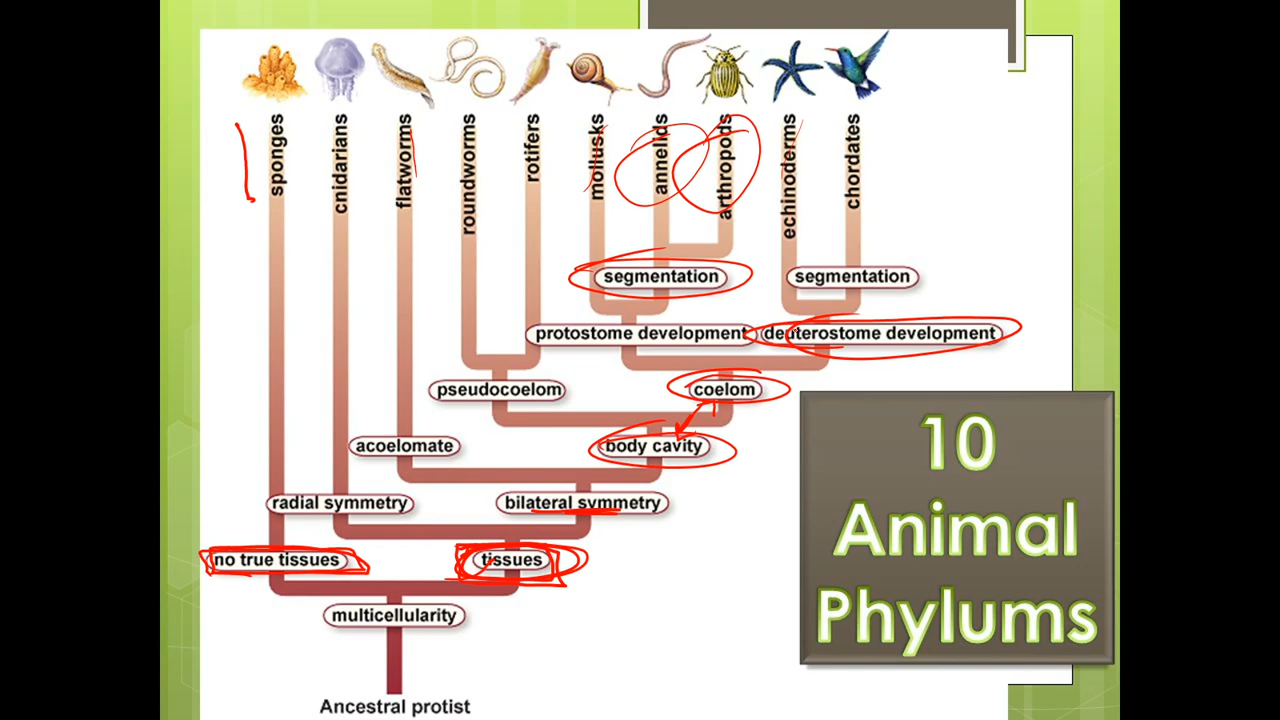 sponges
cnidarians
flatworms
roundworms
rotifers
mollusks
annelids
arthropods
echinoderms
chordates
segmentation
segmentation
protostome development
deuterostome development
pseudocoelom
coelom
acoelomate
body cavity
radial symmetry
bilateral symmetry
no true tissues
tissues
multicellularity
Ancestral protist
10
Animal
Phylums